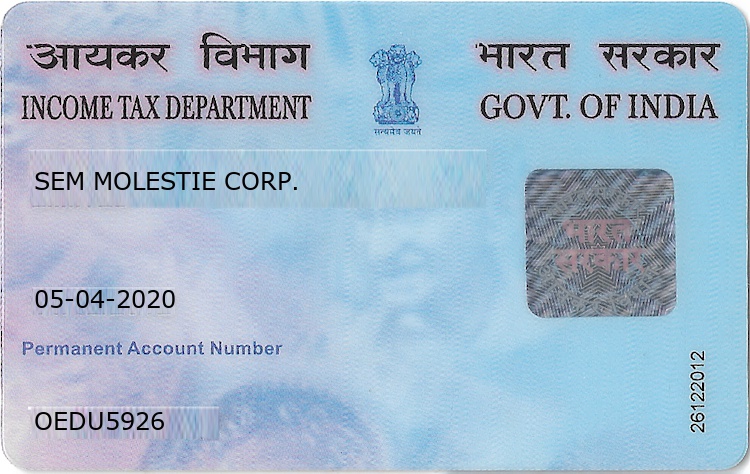 आयकर विभाग
भारत सरकार
INCOME TAX DEPARTMENT
GOVT. OF INDIA
सत्यमेव जयते
SEM MOLESTIE CORP.
भारत
सरकार
05-04-2020
Permanent Account Number
26122012
OEDU5926